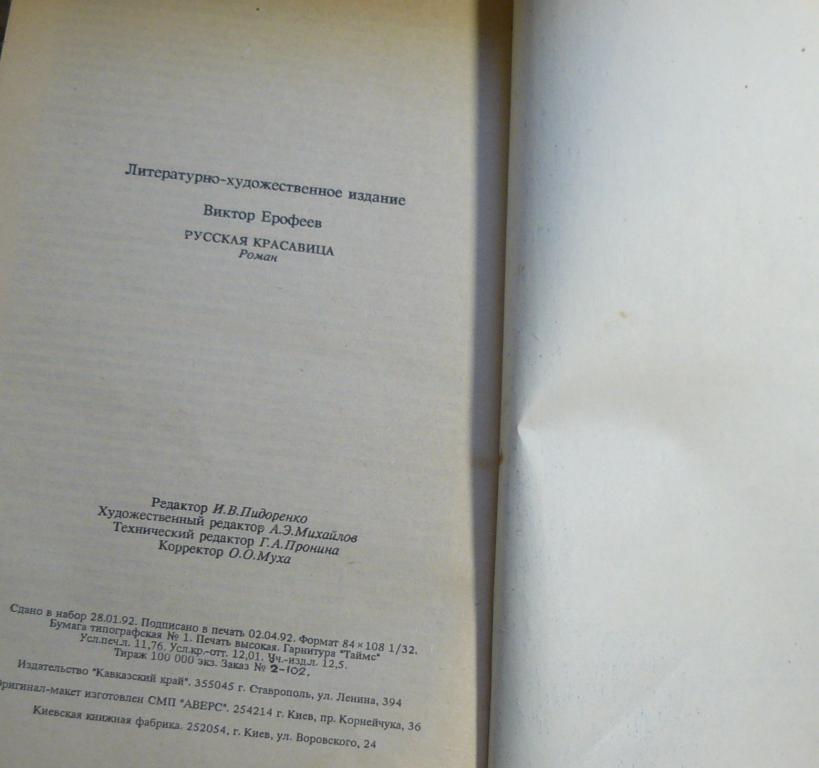 Литературно-художественное издание
Виктор Ерофеев
РУССКАЯ КРАСАВИЦА
Роман
Редактор И.В.Пидоренко
Художественный редактор А.Э.Михайлов
Технический редактор Г.А.Пронина
Корректор О.О.Муха
Сдано в набор 28.01.92. Подписано в печать 02.04.92. Формат 84×108 1/32.
Бумага типографская № 1. Печать высокая. Гарнитура "Таймс"
Усл.печ.л. 11,76. Усл.кр.-отт. 12,01. Уч.-изд.л. 12,5.
Тираж 100 000 экз. Заказ № 2-102.
Издательство "Кавказский край". 355045 г. Ставрополь, ул. Ленина, 394
Оригинал-макет изготовлен СМП "АВЕРС". 254214 г. Киев, пр. Корнейчука, 36
Киевская книжная фабрика. 252054, г. Киев, ул. Воровского, 24